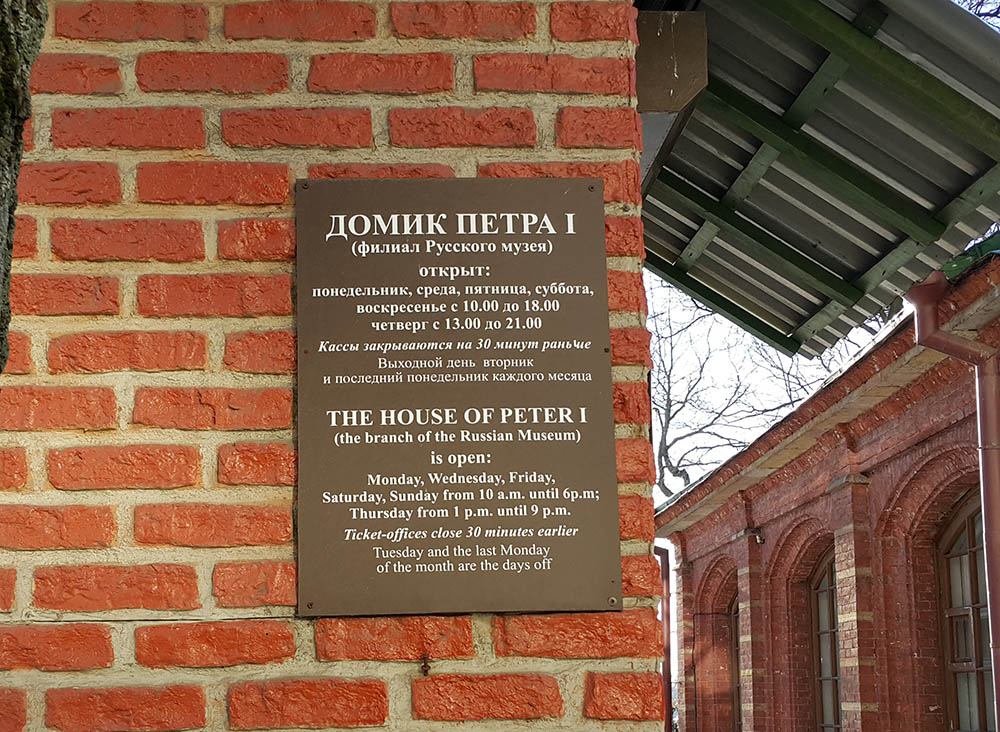 ДОМИК ПЕТРА I
(филиал Русского музея)
открыт:
понедельник, среда, пятница, суббота,
воскресенье с 10.00 до 18.00
четверг с 13.00 до 21.00
Кассы закрываются на 30 минут раньше
Выходной день вторник
и последний понедельник каждого месяца
THE HOUSE OF PETER I
(the branch of the Russian Museum)
is open:
Monday, Wednesday, Friday,
Saturday, Sunday from 10 a.m. until 6p.m;
Thursday from 1 p.m. until 9 p.m.
Ticket-offices close 30 minutes earlier
Tuesday and the last Monday
of the month are the days off